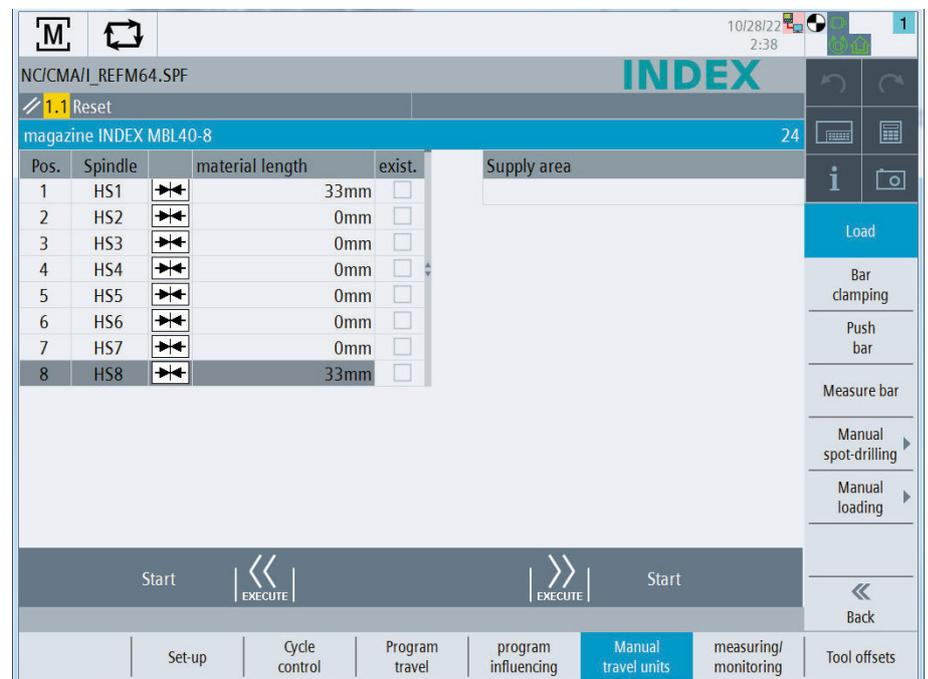 M
10/28/22
2:38
1
NC/CMA/I_REFM64.SPF
INDEX
1.1 Reset
magazine INDEX MBL40-8 24
Pos. Spindle material length exist. Supply area
1 HS1 33mm
2 HS2 0mm
3 HS3 0mm
4 HS4 0mm
5 HS5 0mm
6 HS6 0mm
7 HS7 0mm
8 HS8 33mm
i
Load
Bar
clamping
Push
bar
Measure bar
Manual
spot-drilling
Manual
loading
Start EXECUTE EXECUTE Start
Back
Set-up
Cycle
control
Program
travel
program
influencing
Manual
travel units
measuring/
monitoring
Tool offsets